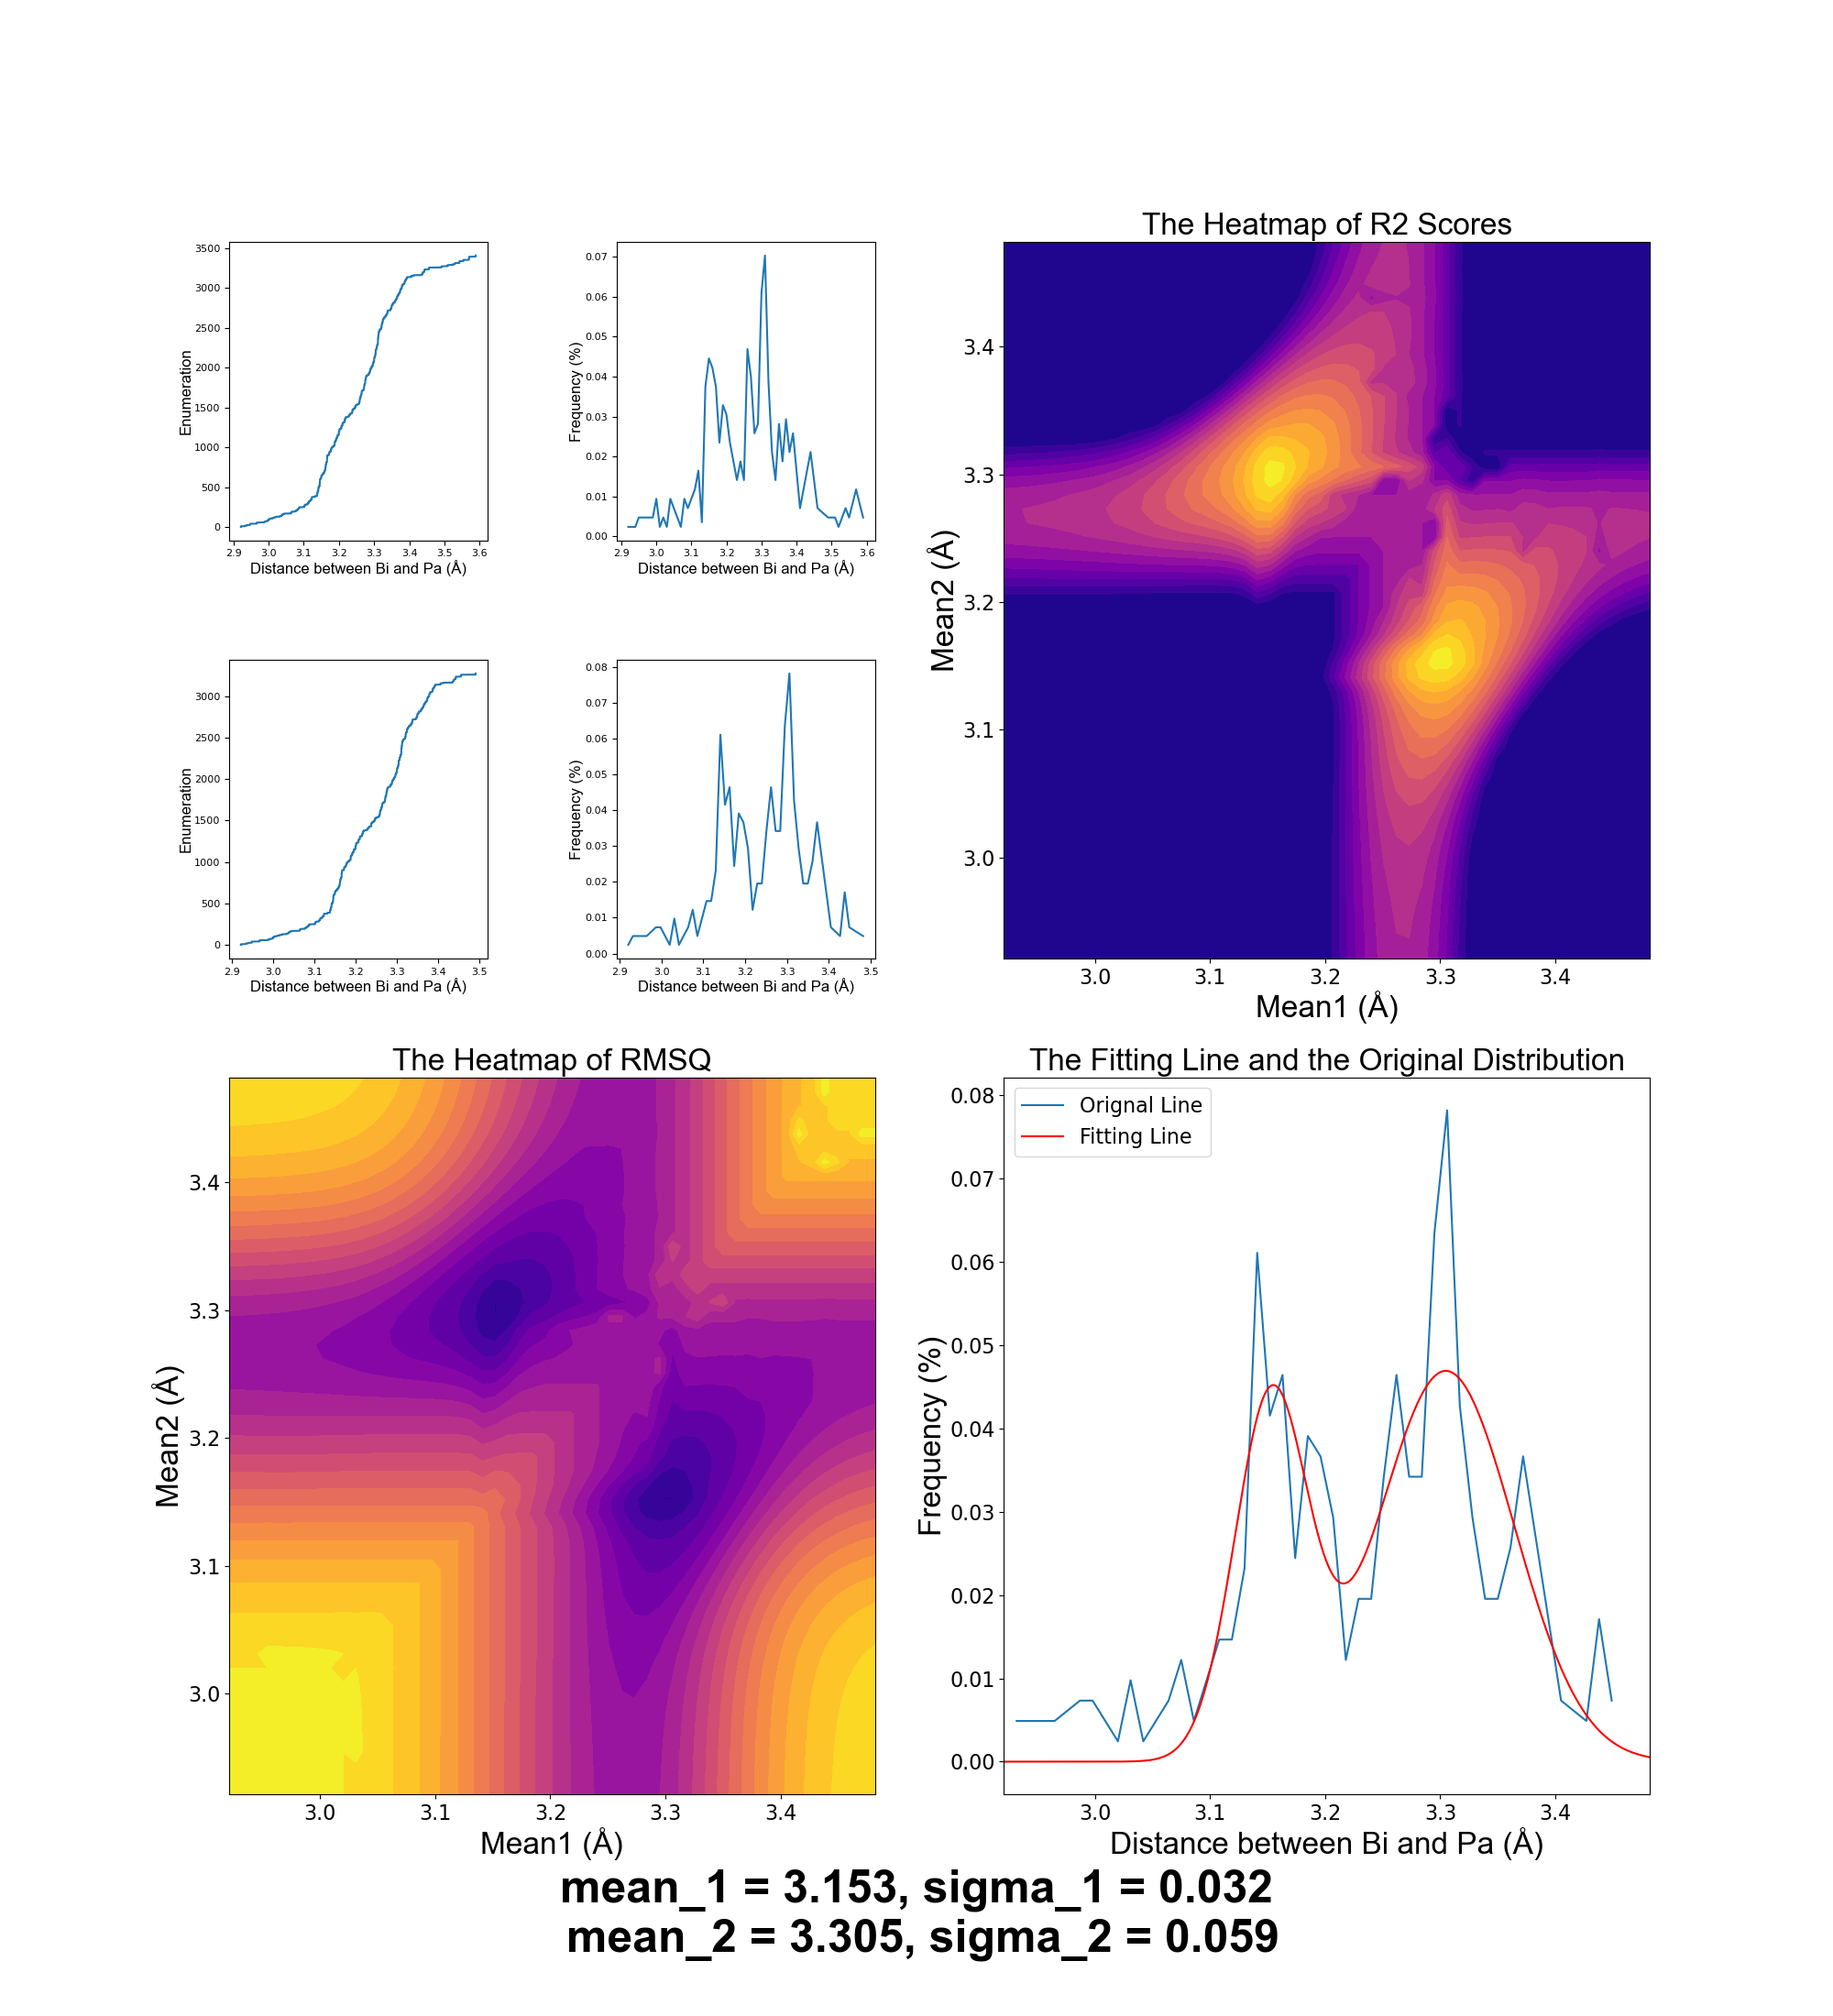 3500
3000
2500
2000
1500
1000
500
0
Enumeration
2.9 3.0 3.1 3.2 3.3 3.4 3.5 3.6
Distance between Bi and Pa (Å)
0.07
0.06
0.05
0.04
0.03
0.02
0.01
0.00
Frequency (%)
2.9 3.0 3.1 3.2 3.3 3.4 3.5 3.6
Distance between Bi and Pa (Å)
The Heatmap of R2 Scores
3.4
3.3
3.2
3.1
3.0
Mean2 (Å)
3.0 3.1 3.2 3.3 3.4
Mean1 (Å)
3000
2500
2000
1500
1000
500
0
Enumeration
2.9 3.0 3.1 3.2 3.3 3.4 3.5
Distance between Bi and Pa (Å)
0.08
0.07
0.06
0.05
0.04
0.03
0.02
0.01
0.00
Frequency (%)
2.9 3.0 3.1 3.2 3.3 3.4 3.5
Distance between Bi and Pa (Å)
The Heatmap of RMSQ
3.4
3.3
3.2
3.1
3.0
Mean2 (Å)
3.0 3.1 3.2 3.3 3.4
Mean1 (Å)
The Fitting Line and the Original Distribution
Orignal Line
Fitting Line
0.08
0.07
0.06
0.05
0.04
0.03
0.02
0.01
0.00
Frequency (%)
3.0 3.1 3.2 3.3 3.4
Distance between Bi and Pa (Å)
mean_1 = 3.153, sigma_1 = 0.032
mean_2 = 3.305, sigma_2 = 0.059